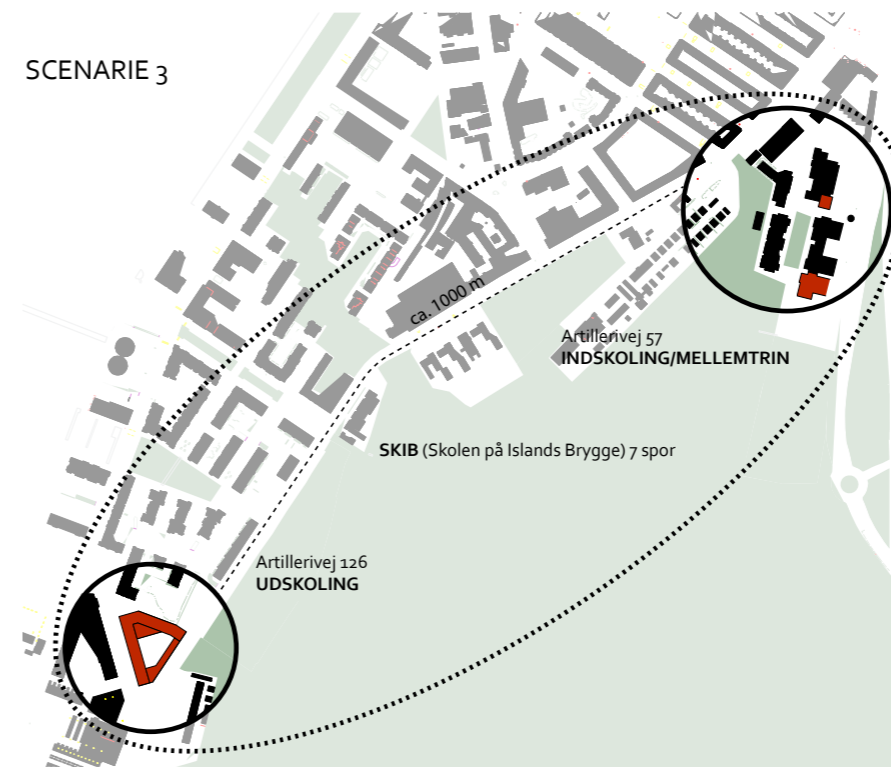 SCENARIE 3
ca. 1000 m
Artillerivej 57
INDSKOLING/MELLEMTRIN
SKIB (Skolen på Islands Brygge) 7 spor
Artillerivej 126
UDSKOLING